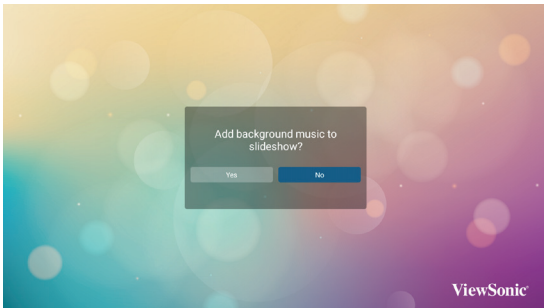 Add background music to
slideshow?
Yes
No
ViewSonic